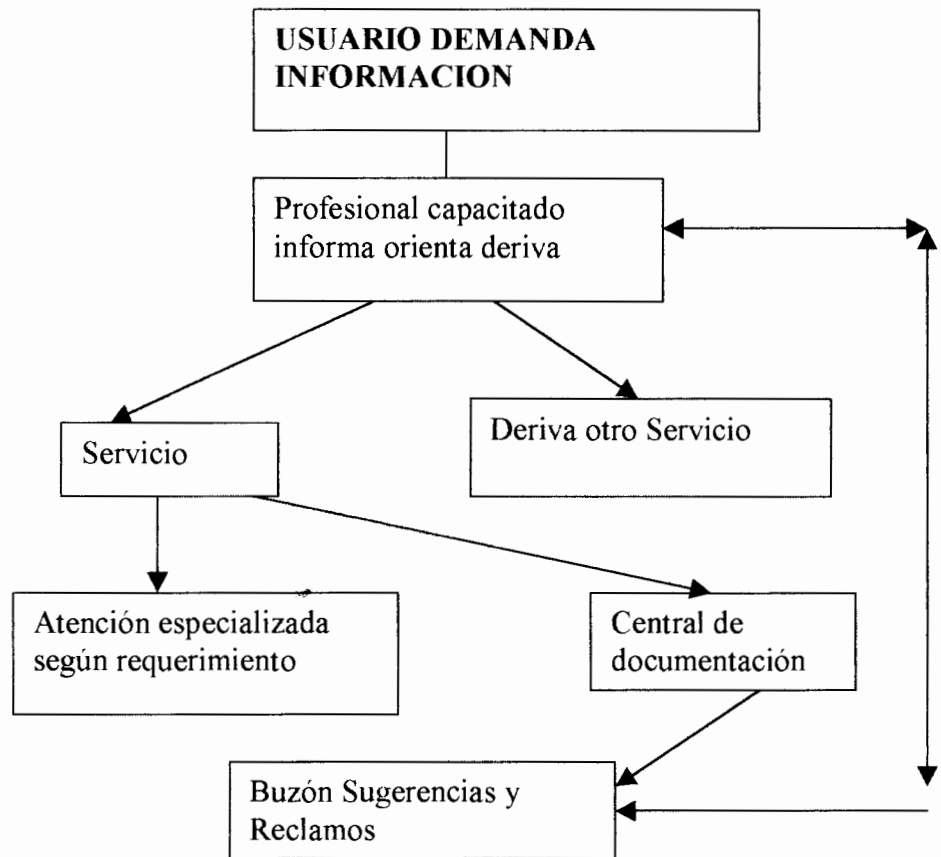 USUARIO DEMANDA
INFORMACION
Profesional capacitado
informa orienta deriva
Servicio
Deriva otro Servicio
Atención especializada
según requerimiento
Central de
documentación
Buzón Sugerencias y
Reclamos